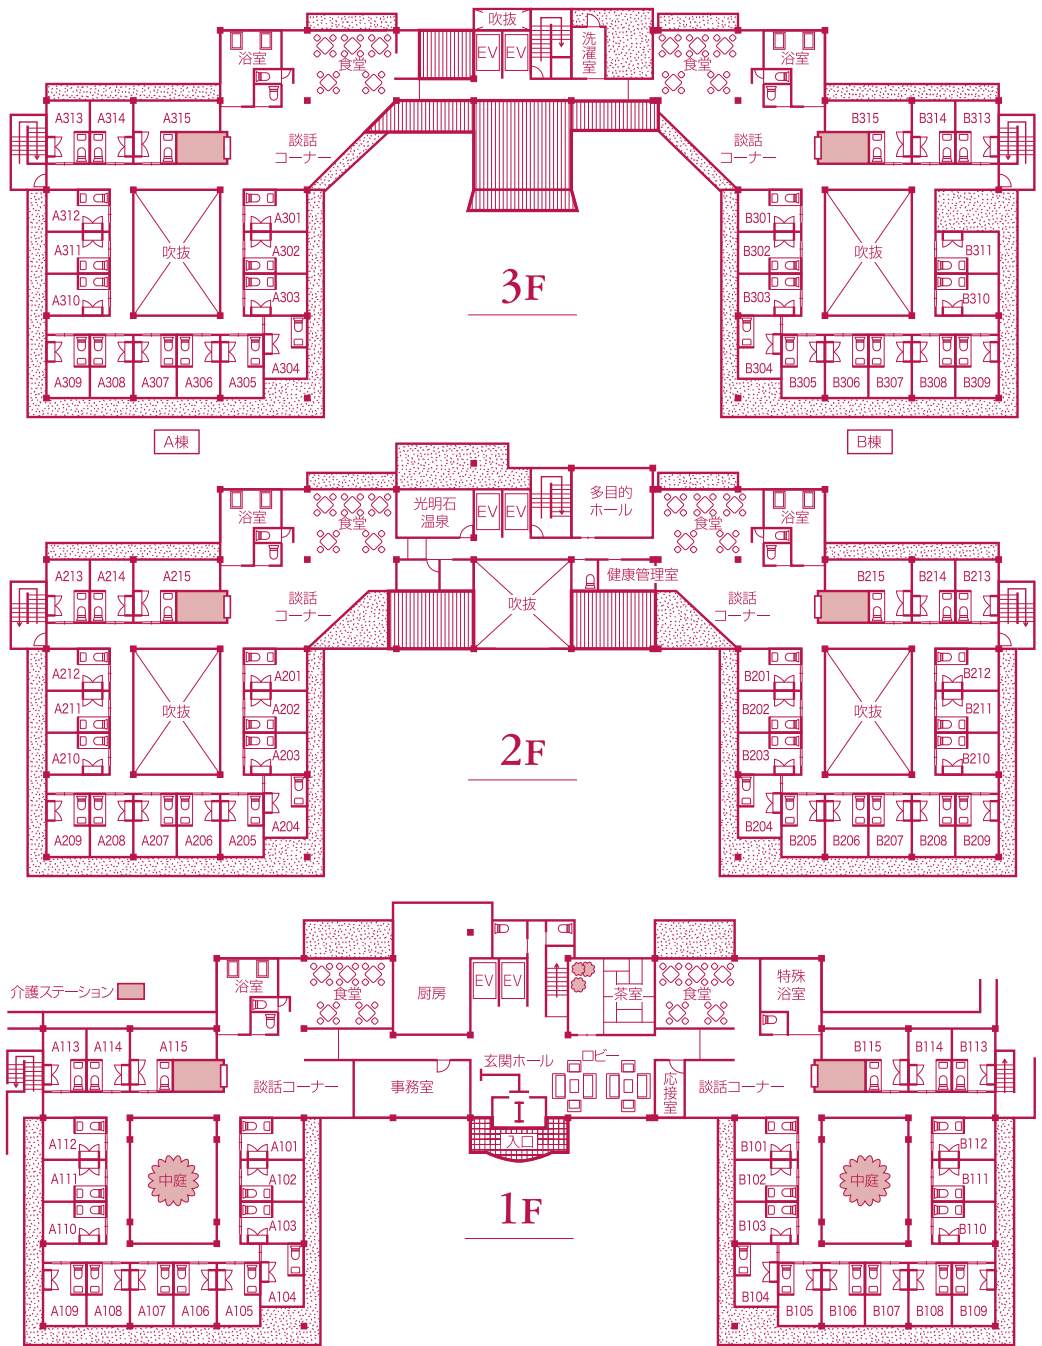 吹抜
EV
EV
洗濯室
浴室
食堂
食堂
浴室
A313
A314
A315
談話
コーナー
談話
コーナー
B315
B314
B313
A312
A311
A310
吹抜
A301
A302
A303
B301
B302
B303
吹抜
B311
B310
3F
A309
A308
A307
A306
A305
A304
B304
B305
B306
B307
B308
B309
A棟
B棟
浴室
食堂
光明石
温泉
EV
EV
多目的
ホール
食堂
浴室
健康管理室
A213
A214
A215
談話
コーナー
吹抜
談話
コーナー
B215
B214
B213
A212
A211
A210
吹抜
A201
A202
A203
B201
B202
B203
吹抜
B212
B211
B210
2F
A209
A208
A207
A206
A205
A204
B204
B205
B206
B207
B208
B209
介護ステーション
浴室
食堂
厨房
EV
EV
茶室
食堂
特殊
浴室
A113
A114
A115
談話コーナー
事務室
玄関ホール
ロビー
応接室
談話コーナー
B115
B114
B113
入口
A112
A111
A110
中庭
A101
A102
A103
B101
B102
B103
中庭
B112
B111
B110
1F
A109
A108
A107
A106
A105
A104
B104
B105
B106
B107
B108
B109